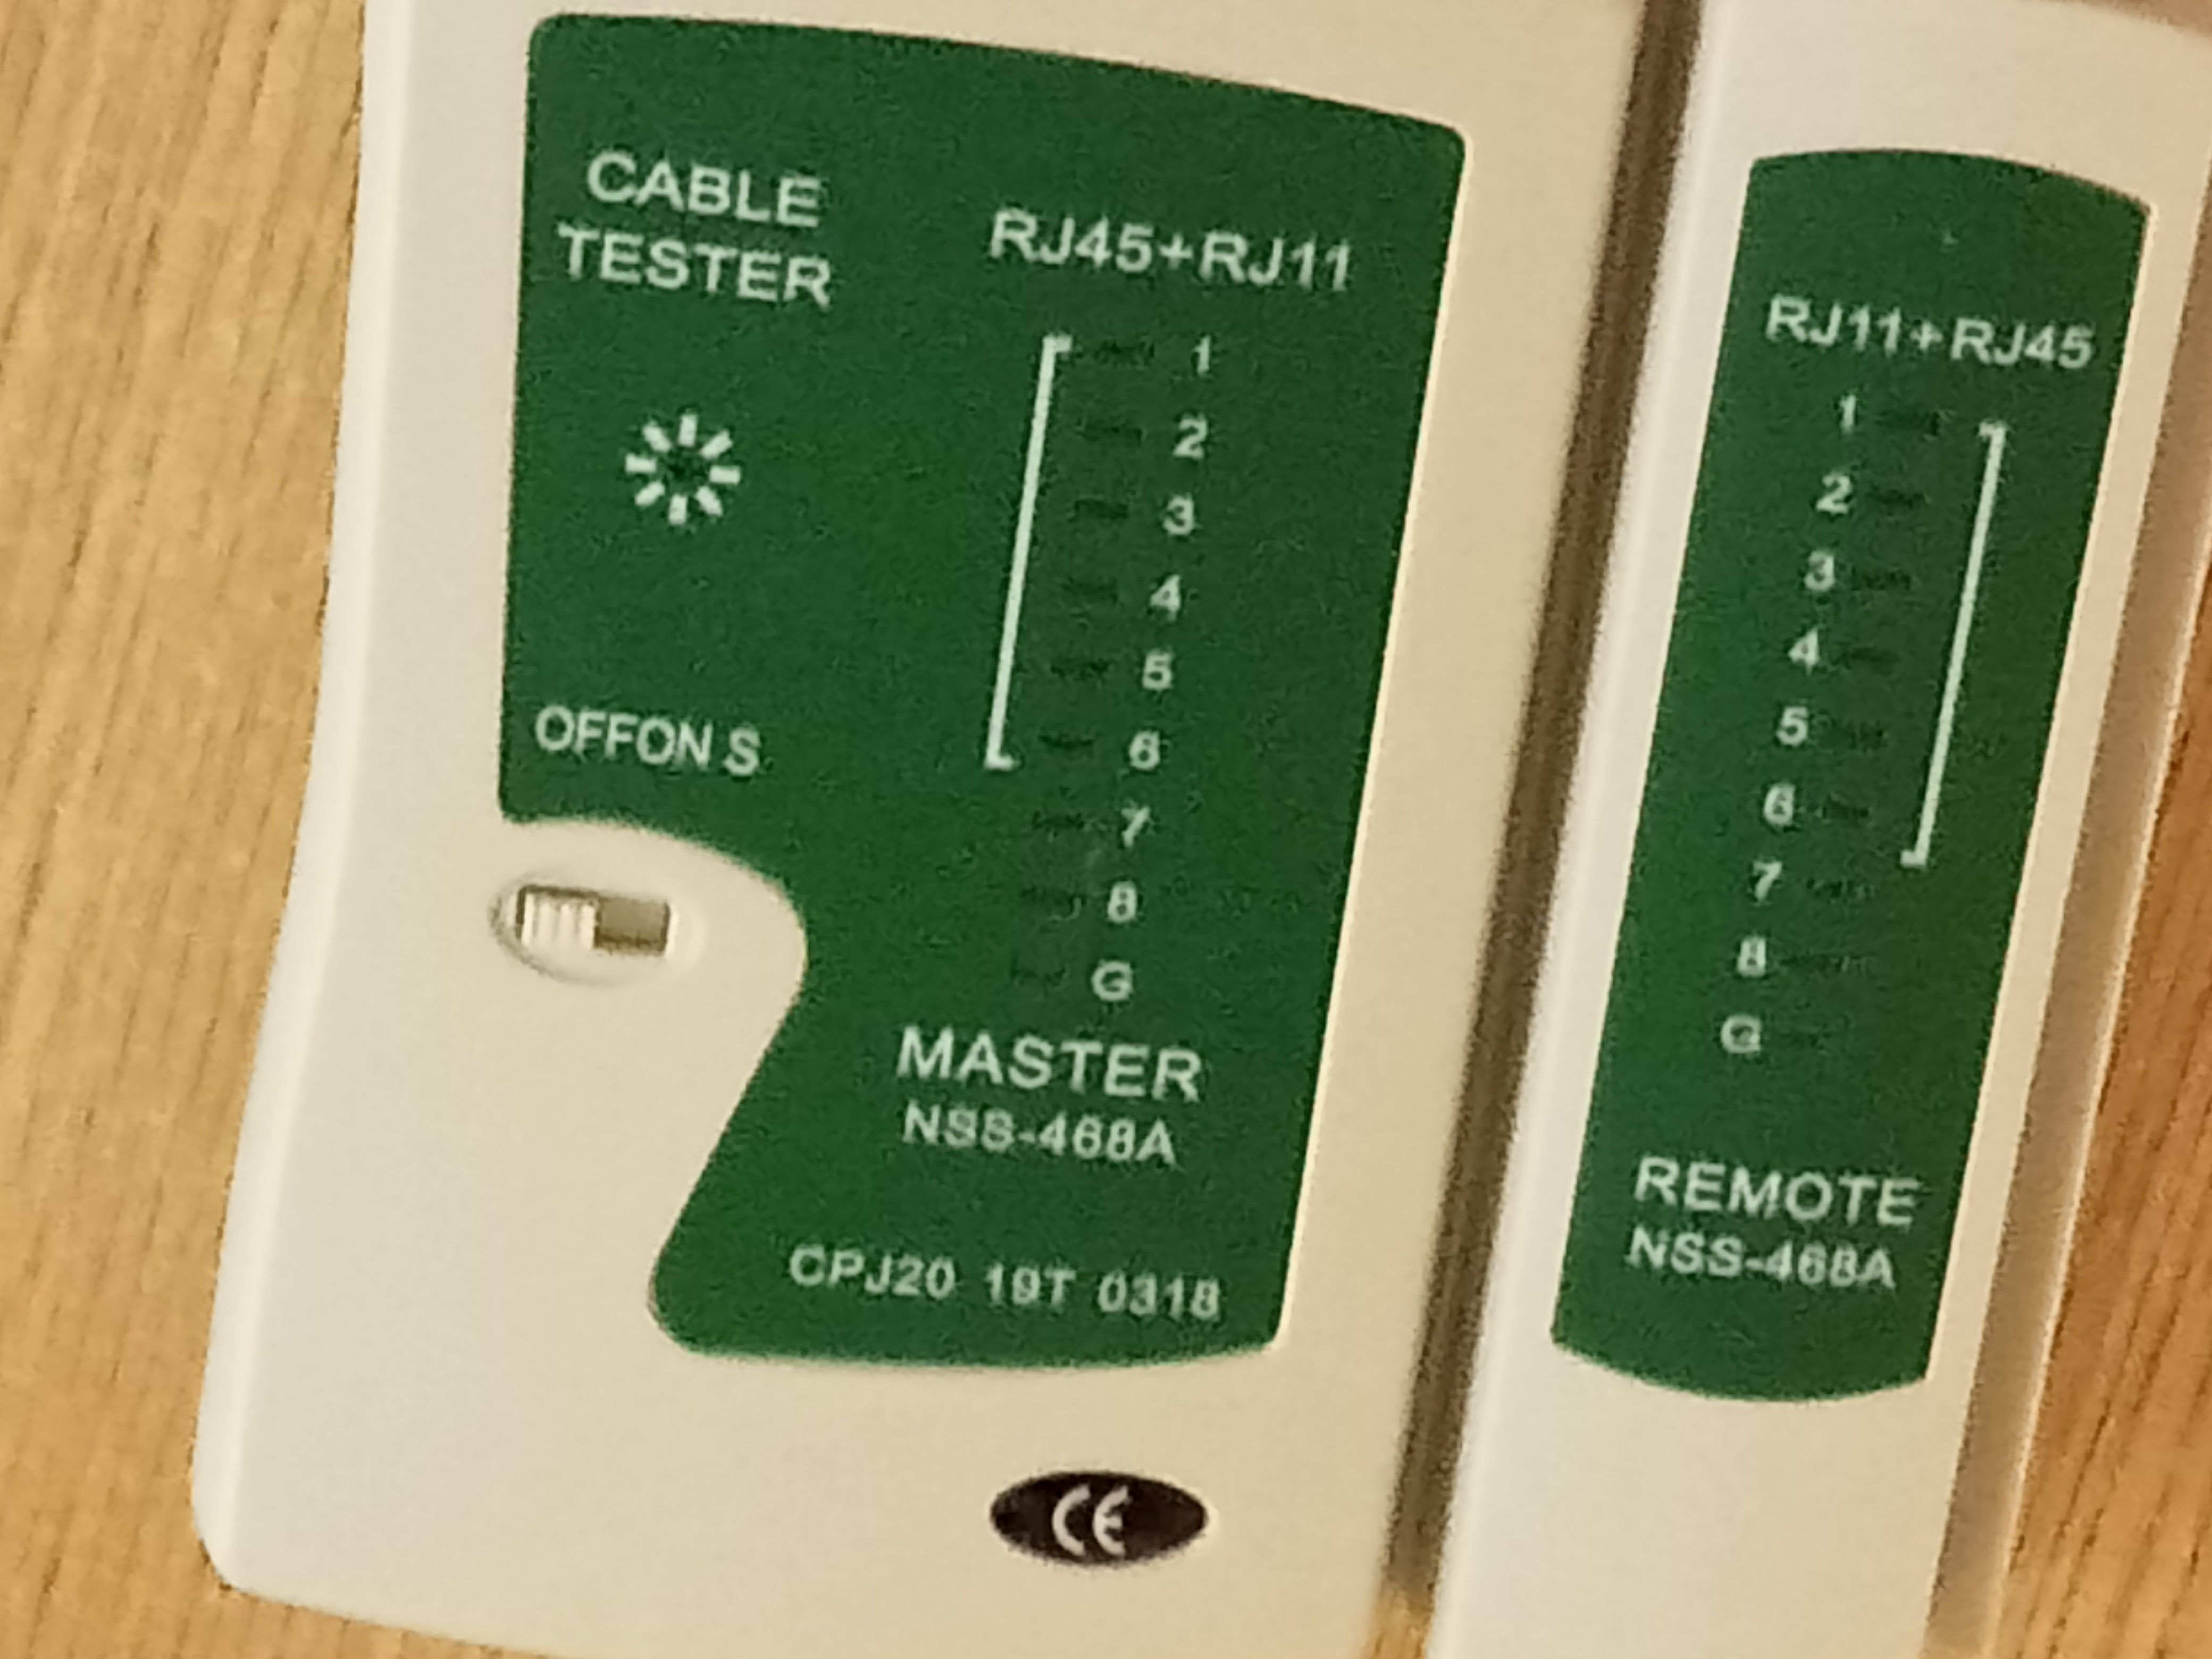 CABLE
TESTER
RJ45+RJ11
1
2
3
4
5
6
7
8
G
OFFON S
MASTER
NSS-468A
CPJ20 19T 0318
CE
RJ11+RJ45
1
2
3
4
5
6
7
8
G
REMOTE
NSS-468A